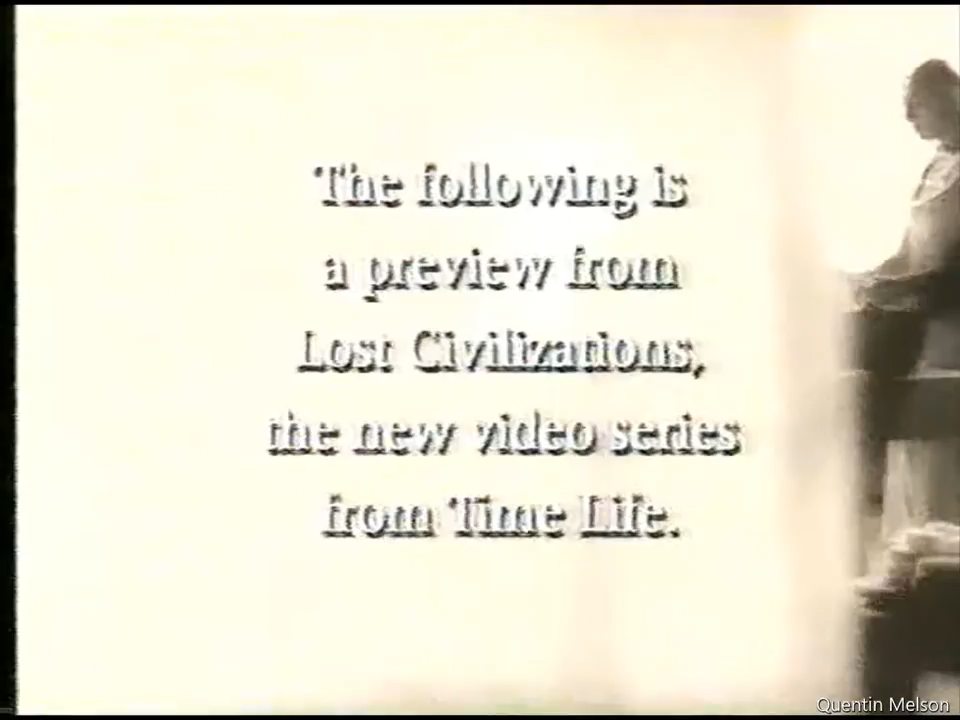 The following is
a preview from
Lost Civilizations,
the new video series
from Time Life.
Quentin Melson